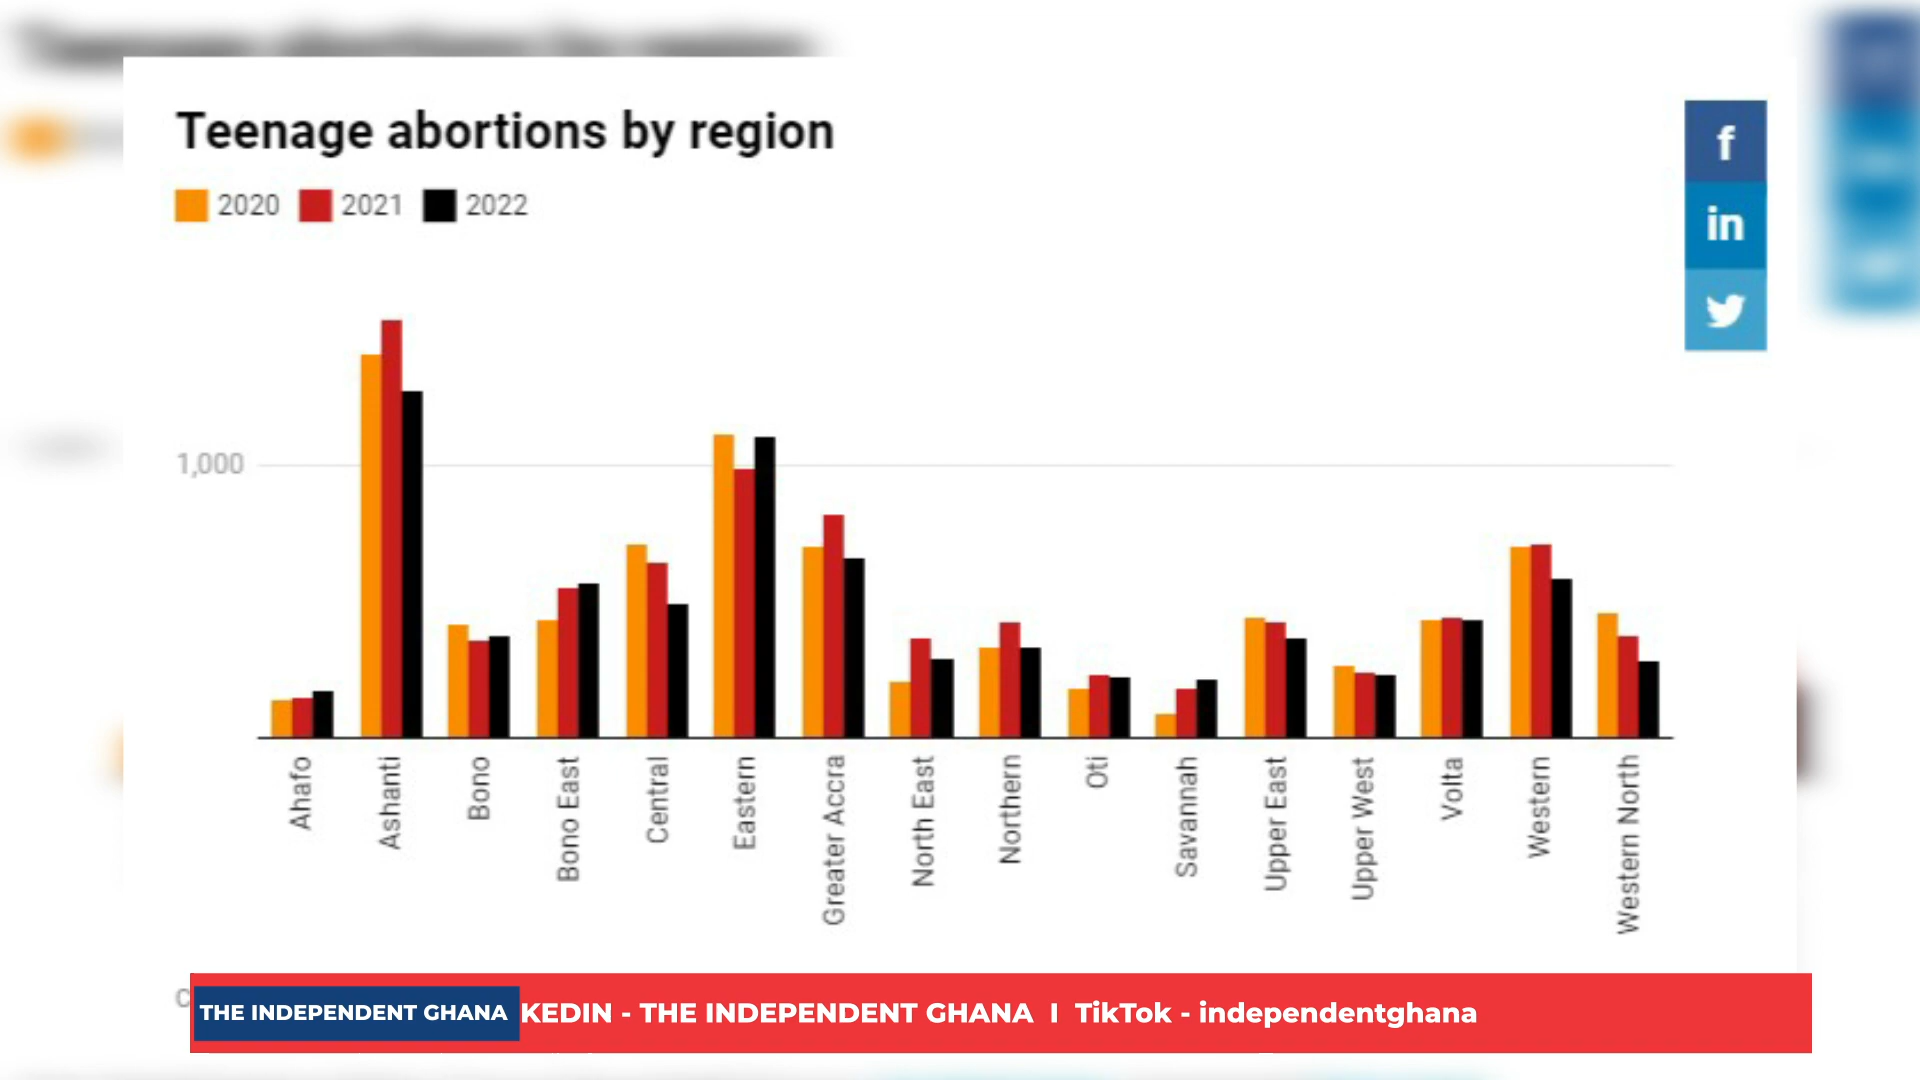 Teenage abortions by region
2020 2021 2022
f
in
1,000
Ahafo
Ashanti
Bono
Bono East
Central
Eastern
Greater Accra
North East
Northern
Oti
Savannah
Upper East
Upper West
Volta
Western
Western North
THE INDEPENDENT GHANA KEDIN - THE INDEPENDENT GHANA I TikTok - independentghana